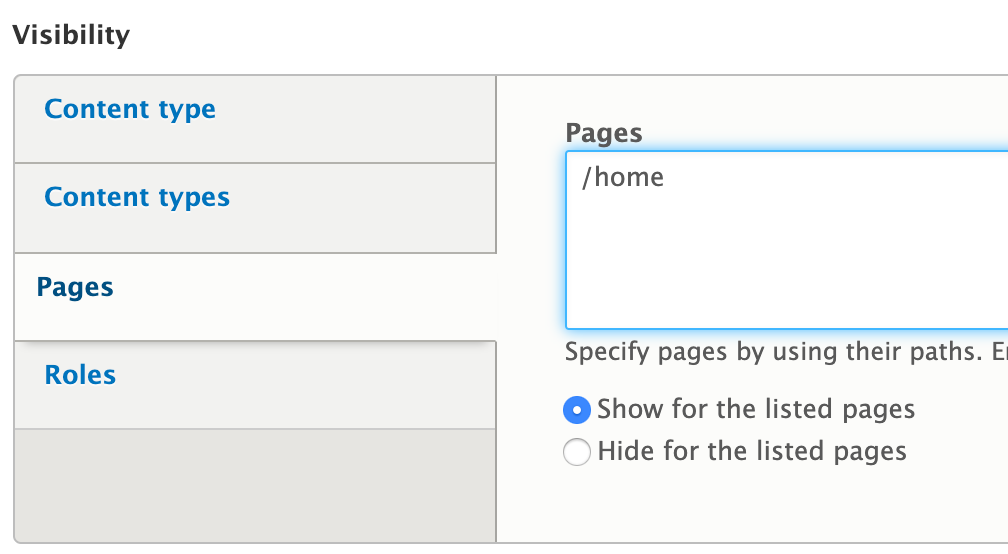 Visibility
Content type
Content types
Pages
Roles
Pages
/home
Specify pages by using their paths.
Show for the listed pages
Hide for the listed pages